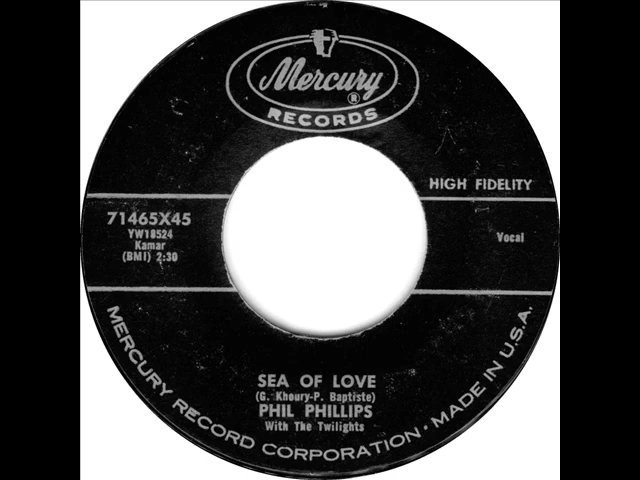 Mercury
®
RECORDS
HIGH FIDELITY
71465X45
YW18524
Kamar
(BMI) 2:30
Vocal
SEA OF LOVE
(G. Khoury-P. Baptiste)
PHIL PHILLIPS
With The Twilights
MERCURY RECORD CORPORATION • MADE IN U.S.A.